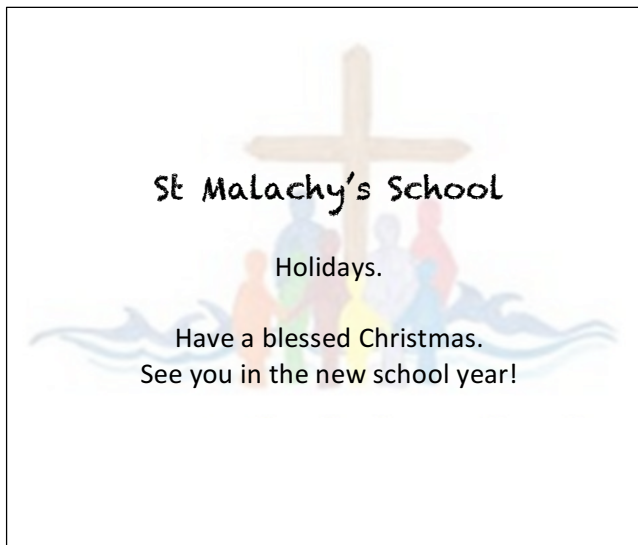 St Malachy's School
Holidays.
Have a blessed Christmas.
See you in the new school year!